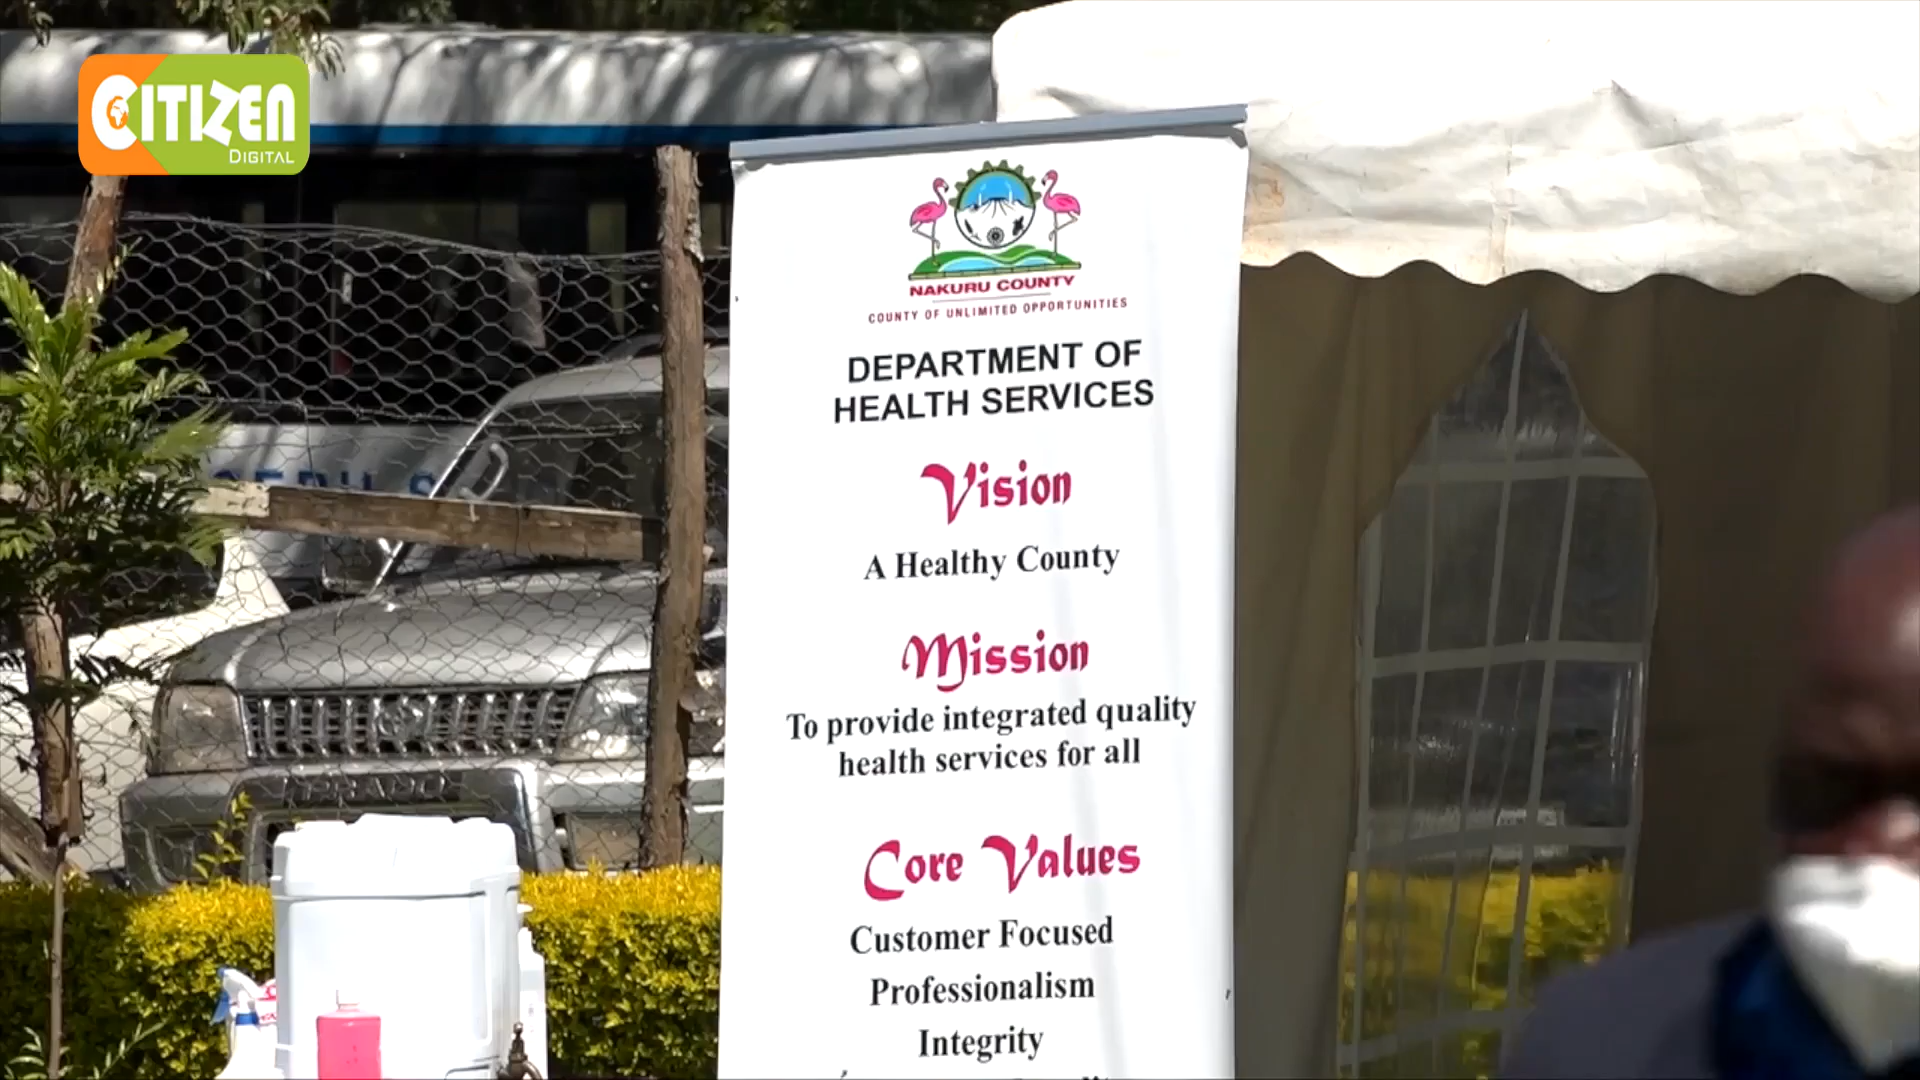 CITIZEN
DIGITAL
NAKURU COUNTY
COUNTY OF UNLIMITED OPPORTUNITIES
DEPARTMENT OF
HEALTH SERVICES
Vision
A Healthy County
Mission
To provide integrated quality
health services for all
Core Values
Customer Focused
Professionalism
Integrity